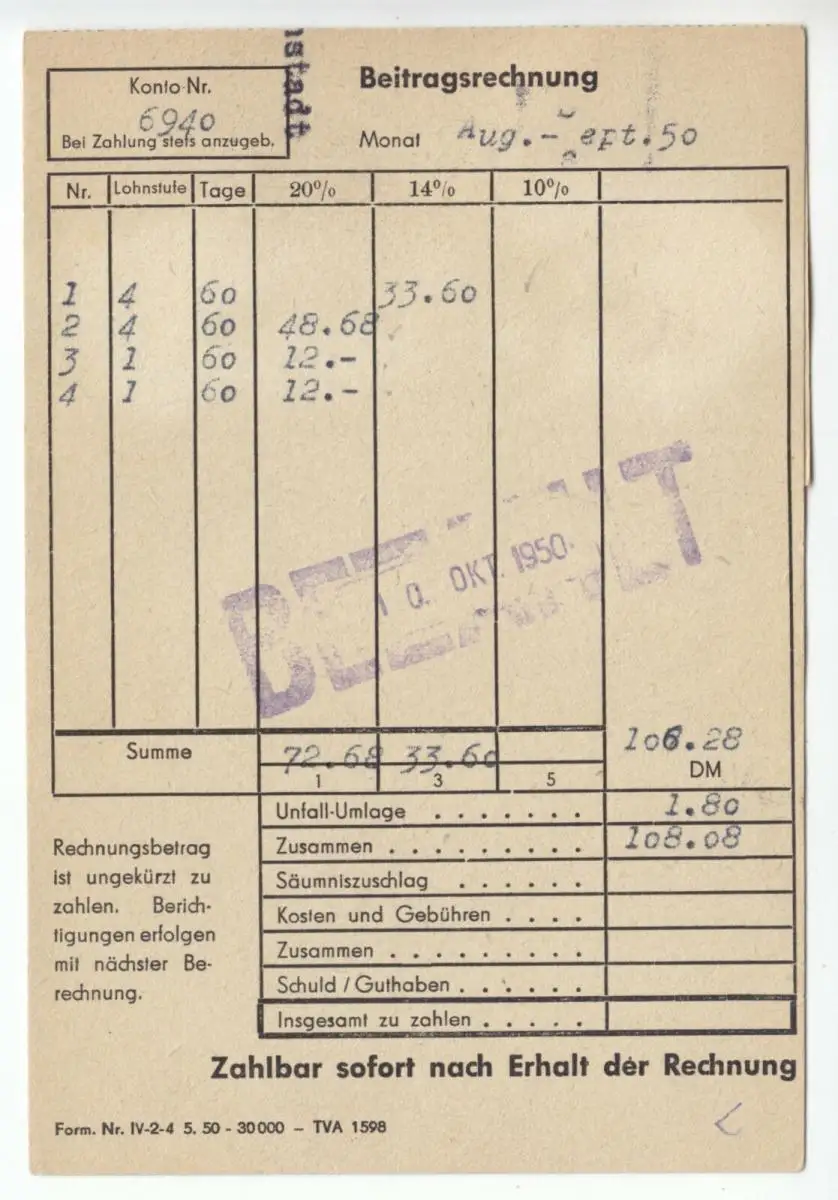 nstadt
Konto-Nr.
6940
Bei Zahlung stets anzugeb.
Beitragsrechnung
Monat Aug.-Sept.50
Nr. Lohnstufe Tage 20% 14% 10%
1 4 60 33.60
2 4 60 48.68
3 1 60 12.-
4 1 60 12.-
BEZAHLT
1 0. OKT. 1950
Summe 72.68 33.60 106.28
1 3 5 DM
Unfall-Umlage . . . . . . . 1.80
Zusammen . . . . . . . . . 108.08
Säumniszuschlag . . . . . .
Kosten und Gebühren . . . .
Zusammen . . . . . . . . .
Schuld / Guthaben . . . . . .
Insgesamt zu zahlen . . . . .
Rechnungsbetrag
ist ungekürzt zu
zahlen. Berich-
tigungen erfolgen
mit nächster Be-
rechnung.
Zahlbar sofort nach Erhalt der Rechnung
Form. Nr. IV-2-4 5. 50 - 30000 – TVA 1598